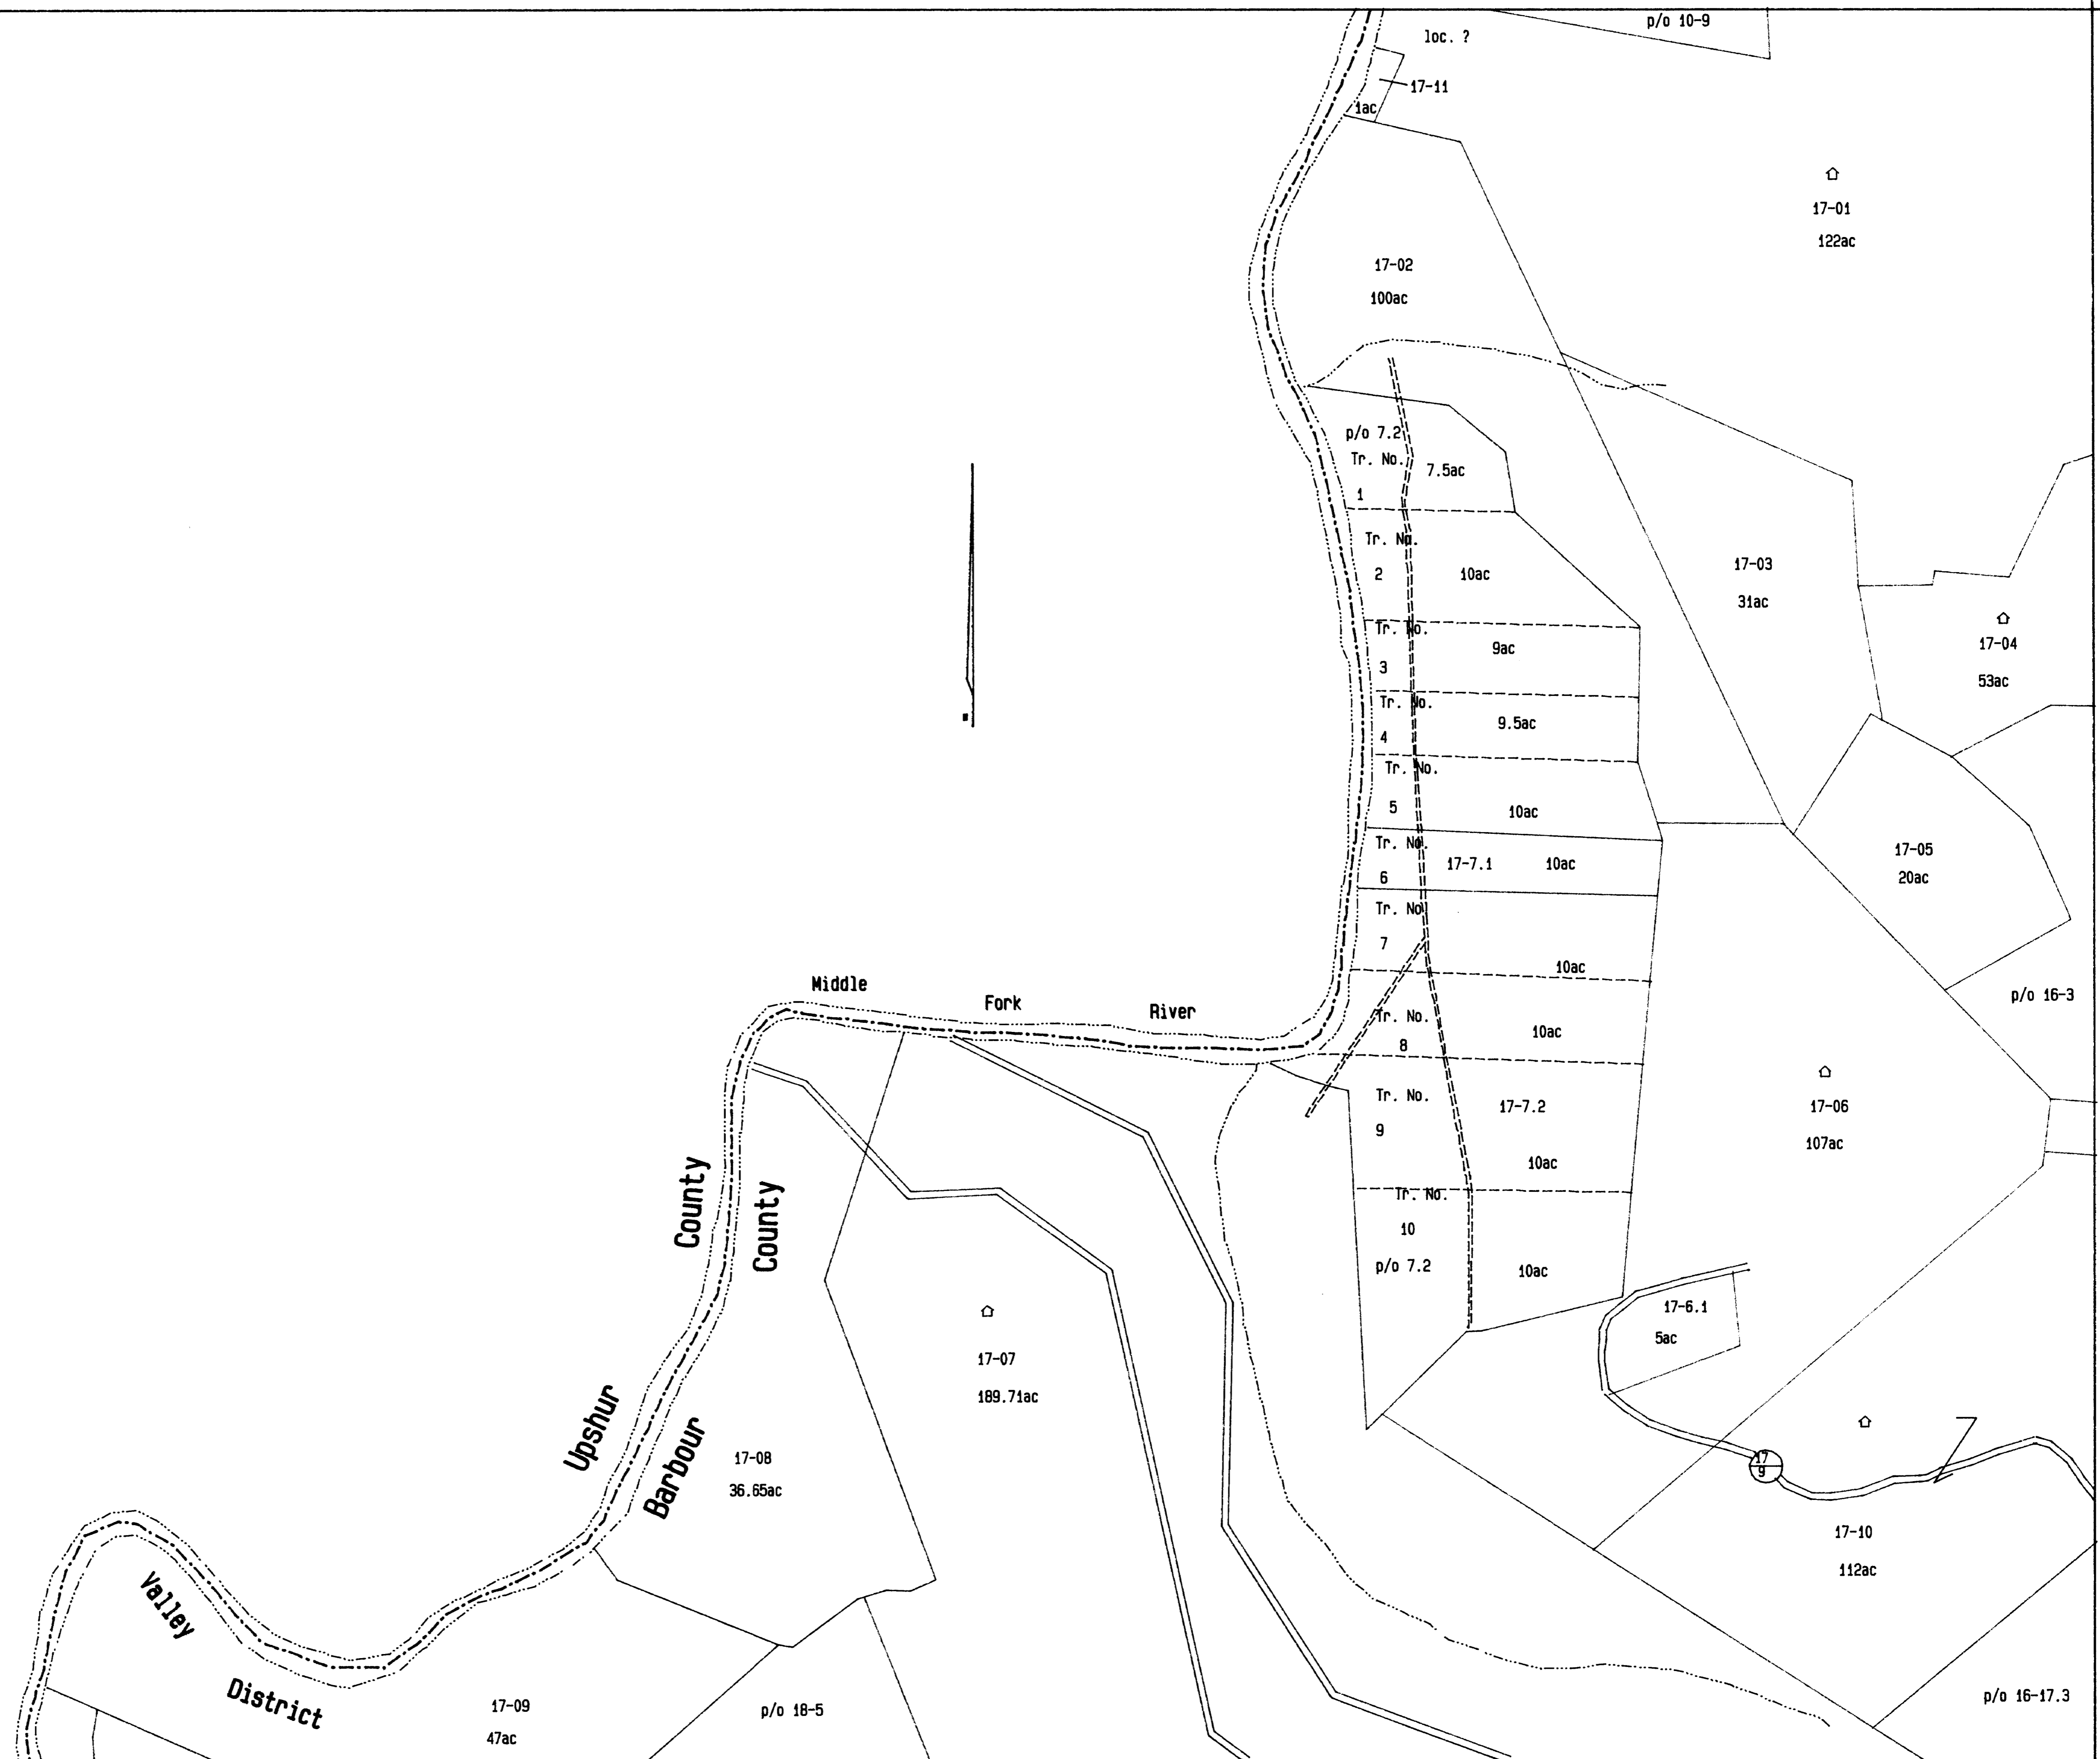 p/o 10-9
loc. ?
17-11
1ac
17-01
122ac
17-02
100ac
p/o 7.2
Tr. No.
1
7.5ac
Tr. No.
2
10ac
17-03
31ac
Tr. No.
3
9ac
17-04
53ac
Tr. No.
4
9.5ac
Tr. No.
5
10ac
Tr. No.
6
17-7.1
10ac
17-05
20ac
Tr. No
7
10ac
Middle Fork River
p/o 16-3
Tr. No.
8
10ac
Tr. No.
9
17-7.2
10ac
17-06
107ac
Tr. No.
10
p/o 7.2
10ac
17-6.1
5ac
Upshur County
Barbour County
17-07
189.71ac
17-08
36.65ac
17
9
17-10
112ac
Valley
District
17-09
47ac
p/o 18-5
p/o 16-17.3